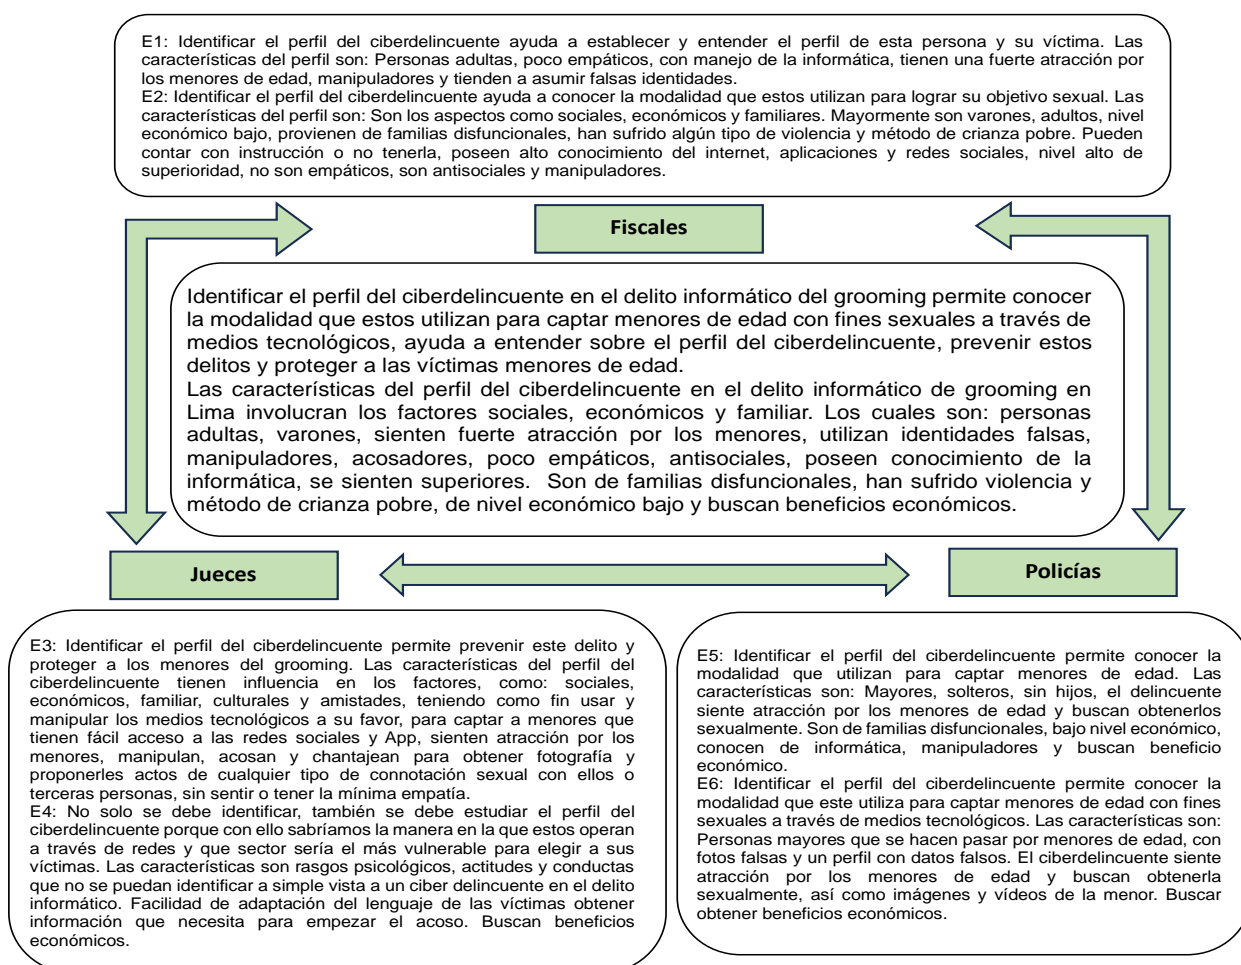 E1: Identificar el perfil del ciberdelincuente ayuda a establecer y entender el perfil de esta persona y su víctima. Las
características del perfil son: Personas adultas, poco empáticos, con manejo de la informática, tienen una fuerte atracción por
los menores de edad, manipuladores y tienden a asumir falsas identidades.
E2: Identificar el perfil del ciberdelincuente ayuda a conocer la modalidad que estos utilizan para lograr su objetivo sexual. Las
características del perfil son: Son los aspectos como sociales, económicos y familiares. Mayormente son varones, adultos, nivel
económico bajo, provienen de familias disfuncionales, han sufrido algún tipo de violencia y método de crianza pobre. Pueden
contar con instrucción o no tenerla, poseen alto conocimiento del internet, aplicaciones y redes sociales, nivel alto de
superioridad, no son empáticos, son antisociales y manipuladores.
Fiscales
Identificar el perfil del ciberdelincuente en el delito informático del grooming permite conocer
la modalidad que estos utilizan para captar menores de edad con fines sexuales a través de
medios tecnológicos, ayuda a entender sobre el perfil del ciberdelincuente, prevenir estos
delitos y proteger a las víctimas menores de edad.
Las características del perfil del ciberdelincuente en el delito informático de grooming en
Lima involucran los factores sociales, económicos y familiar. Los cuales son: personas
adultas, varones, sienten fuerte atracción por los menores, utilizan identidades falsas,
manipuladores, acosadores, poco empáticos, antisociales, poseen conocimiento de la
informática, se sienten superiores. Son de familias disfuncionales, han sufrido violencia y
método de crianza pobre, de nivel económico bajo y buscan beneficios económicos.
Jueces
Policías
E3: Identificar el perfil del ciberdelincuente permite prevenir este delito y
proteger a los menores del grooming. Las características del perfil del
ciberdelincuente tienen influencia en los factores, como: sociales,
económicos, familiar, culturales y amistades, teniendo como fin usar y
manipular los medios tecnológicos a su favor, para captar a menores que
tienen fácil acceso a las redes sociales y App, sienten atracción por los
menores, manipulan, acosan y chantajean para obtener fotografía y
proponerles actos de cualquier tipo de connotación sexual con ellos o
terceras personas, sin sentir o tener la mínima empatía.
E4: No solo se debe identificar, también se debe estudiar el perfil del
ciberdelincuente porque con ello sabríamos la manera en la que estos operan
a través de redes y que sector sería el más vulnerable para elegir a sus
víctimas. Las características son rasgos psicológicos, actitudes y conductas
que no se puedan identificar a simple vista a un ciber delincuente en el delito
informático. Facilidad de adaptación del lenguaje de las víctimas obtener
información que necesita para empezar el acoso. Buscan beneficios
económicos.
E5: Identificar el perfil del ciberdelincuente permite conocer la
modalidad que utilizan para captar menores de edad. Las
características son: Mayores, solteros, sin hijos, el delincuente
siente atracción por los menores de edad y buscan obtenerlos
sexualmente. Son de familias disfuncionales, bajo nivel económico,
conocen de informática, manipuladores y buscan beneficio
económico.
E6: Identificar el perfil del ciberdelincuente permite conocer la
modalidad que este utiliza para captar menores de edad con fines
sexuales a través de medios tecnológicos. Las características son:
Personas mayores que se hacen pasar por menores de edad, con
fotos falsas y un perfil con datos falsos. El ciberdelincuente siente
atracción por los menores de edad y buscan obtenerla
sexualmente, así como imágenes y vídeos de la menor. Buscar
obtener beneficios económicos.